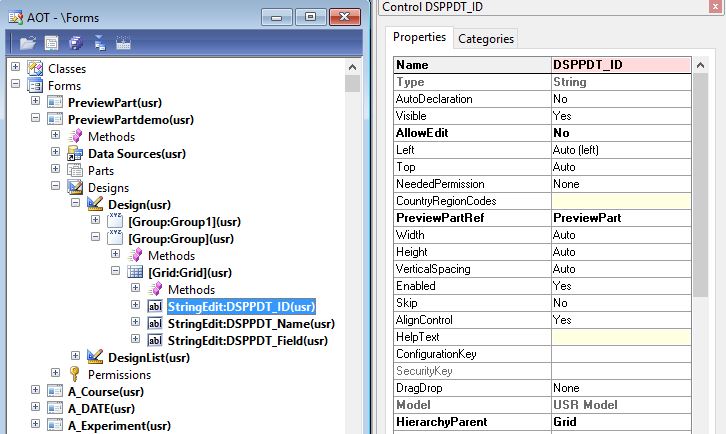 AOT - \Forms
Classes
Forms
PreviewPart(usr)
PreviewPartdemo(usr)
Methods
Data Sources(usr)
Parts
Designs
Design(usr)
[Group:Group1](usr)
[Group:Group](usr)
Methods
[Grid:Grid](usr)
Methods
StringEdit:DSPPDT_ID(usr)
StringEdit:DSPPDT_Name(usr)
StringEdit:DSPPDT_Field(usr)
DesignList(usr)
Permissions
A_Course(usr)
A_DATE(usr)
A_Experiment(usr)
Control DSPPDT_ID
Properties Categories
Name DSPPDT_ID
Type String
AutoDeclaration No
Visible Yes
AllowEdit No
Left Auto (left)
Top Auto
NeededPermission None
CountryRegionCodes
PreviewPartRef PreviewPart
Width Auto
Height Auto
VerticalSpacing Auto
Enabled Yes
Skip No
AlignControl Yes
HelpText
ConfigurationKey
SecurityKey
DragDrop None
Model USR Model
HierarchyParent Grid